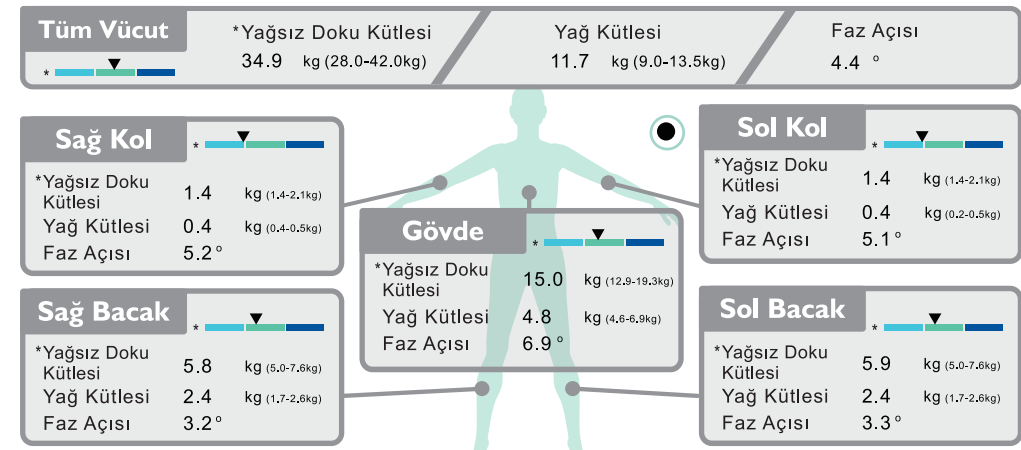 Tüm Vücut
*Yağsız Doku Kütlesi
34.9 kg (28.0-42.0kg)
Yağ Kütlesi
11.7 kg (9.0-13.5kg)
Faz Açısı
4.4 °
*
Sağ Kol
*
*Yağsız Doku
Kütlesi
1.4 kg (1.4-2.1kg)
Yağ Kütlesi 0.4 kg (0.4-0.5kg)
Faz Açısı 5.2 °
Sol Kol
*
*Yağsız Doku
Kütlesi
1.4 kg (1.4-2.1kg)
Yağ Kütlesi 0.4 kg (0.2-0.5kg)
Faz Açısı 5.1 °
Gövde
*
*Yağsız Doku
Kütlesi
15.0 kg (12.9-19.3kg)
Yağ Kütlesi 4.8 kg (4.6-6.9kg)
Faz Açısı 6.9 °
Sağ Bacak
*
*Yağsız Doku
Kütlesi
5.8 kg (5.0-7.6kg)
Yağ Kütlesi 2.4 kg (1.7-2.6kg)
Faz Açısı 3.2 °
Sol Bacak
*
*Yağsız Doku
Kütlesi
5.9 kg (5.0-7.6kg)
Yağ Kütlesi 2.4 kg (1.7-2.6kg)
Faz Açısı 3.3 °